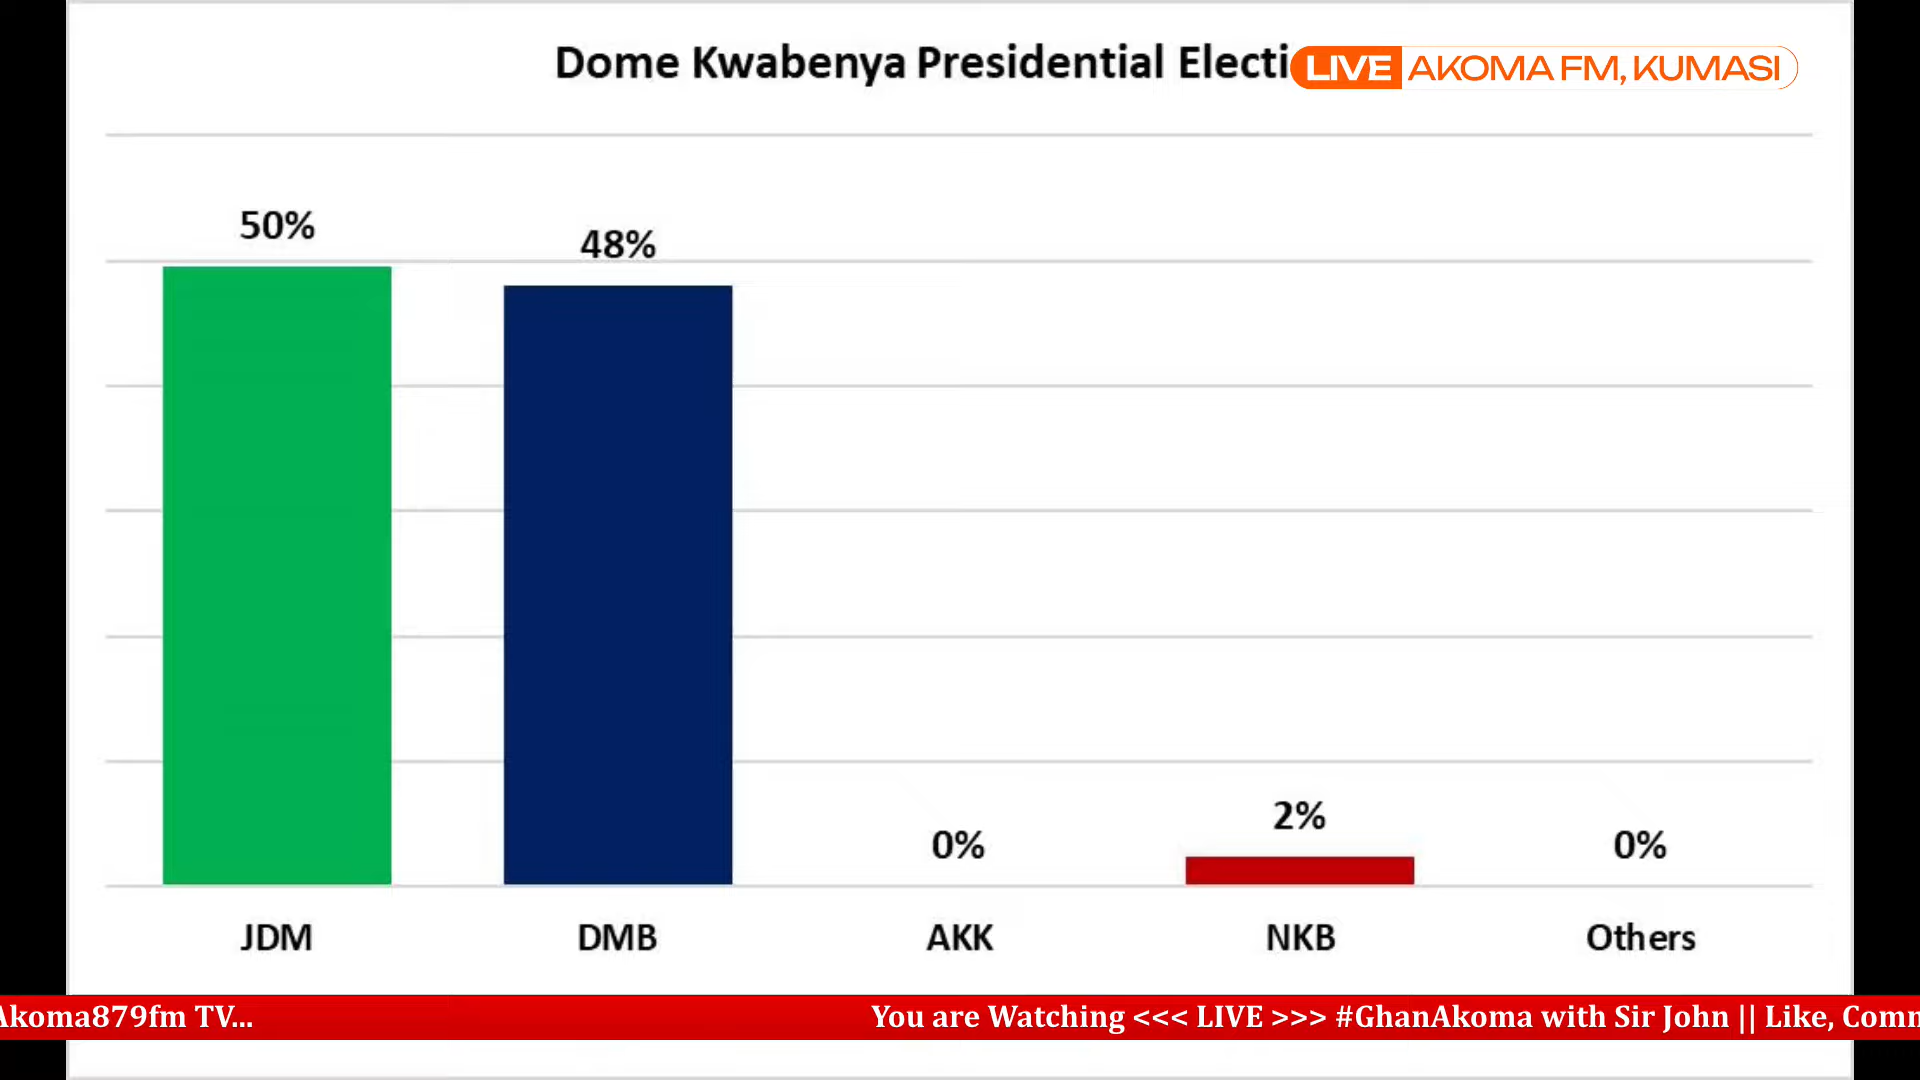 Dome Kwabenya Presidential Electi
LIVE AKOMA FM, KUMASI
50%
48%
0%
2%
0%
JDM
DMB
AKK
NKB
Others
Akoma879fm TV...
You are Watching <<< LIVE >>> #GhanAkoma with Sir John || Like, Comm